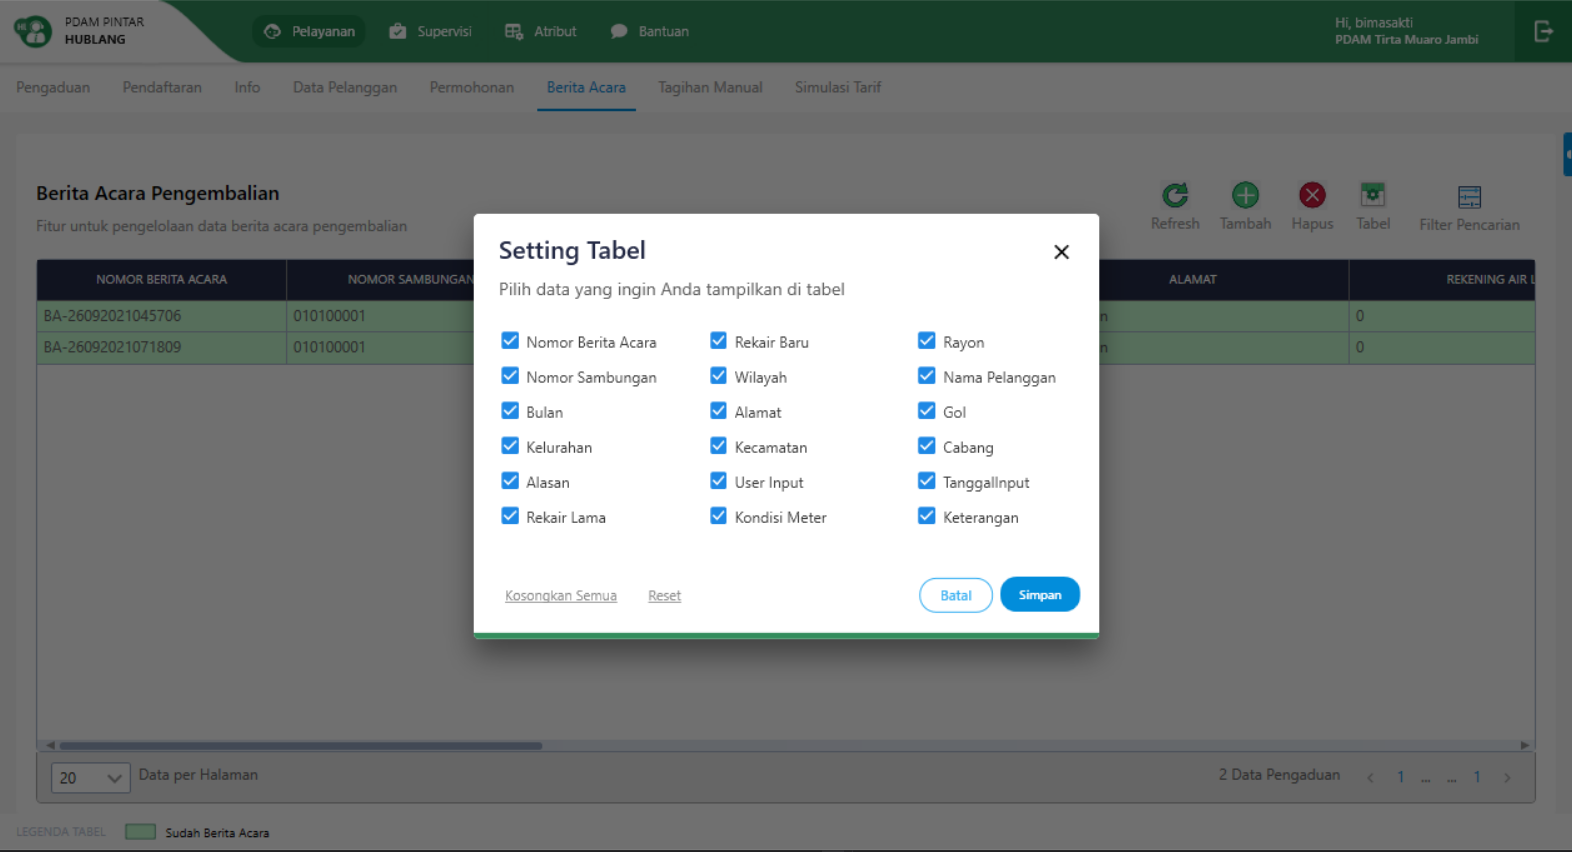 PDAM PINTAR
HUBLANG
Pelayanan
Supervisi
Atribut
Bantuan
Hi, bimasakti
PDAM Tirta Muaro Jambi
Pengaduan
Pendaftaran
Info
Data Pelanggan
Permohonan
Berita Acara
Tagihan Manual
Simulasi Tarif
Berita Acara Pengembalian
Fitur untuk pengelolaan data berita acara pengembalian
Refresh
Tambah
Hapus
Tabel
Filter Pencarian
NOMOR BERITA ACARA
NOMOR SAMBUNGAN
ALAMAT
REKENING AIR L
BA-26092021045706
010100001
n
0
BA-26092021071809
010100001
n
0
Setting Tabel
Pilih data yang ingin Anda tampilkan di tabel
Nomor Berita Acara
Rekair Baru
Rayon
Nomor Sambungan
Wilayah
Nama Pelanggan
Bulan
Alamat
Gol
Kelurahan
Kecamatan
Cabang
Alasan
User Input
TanggalInput
Rekair Lama
Kondisi Meter
Keterangan
Kosongkan Semua
Reset
Batal
Simpan
20
Data per Halaman
2 Data Pengaduan
< 1 ... ... 1 >
LEGENDA TABEL
Sudah Berita Acara